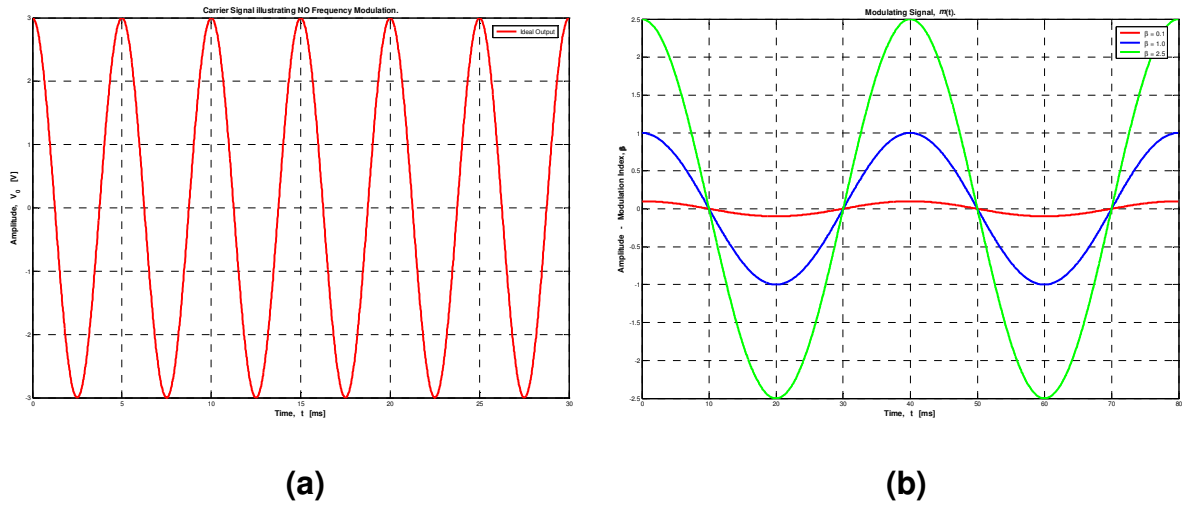 Carrier Signal illustrating NO Frequency Modulation.
Ideal Output
3
2
1
0
-1
-2
-3
Amplitude, V0 [V]
0 5 10 15 20 25 30
Time, t [ms]
(a)
Modulating Signal, m(t).
β = 0.1
β = 1.0
β = 2.5
2.5
2
1.5
1
0.5
0
-0.5
-1
-1.5
-2
-2.5
Amplitude - Modulation Index, β
0 10 20 30 40 50 60 70 80
Time, t [ms]
(b)